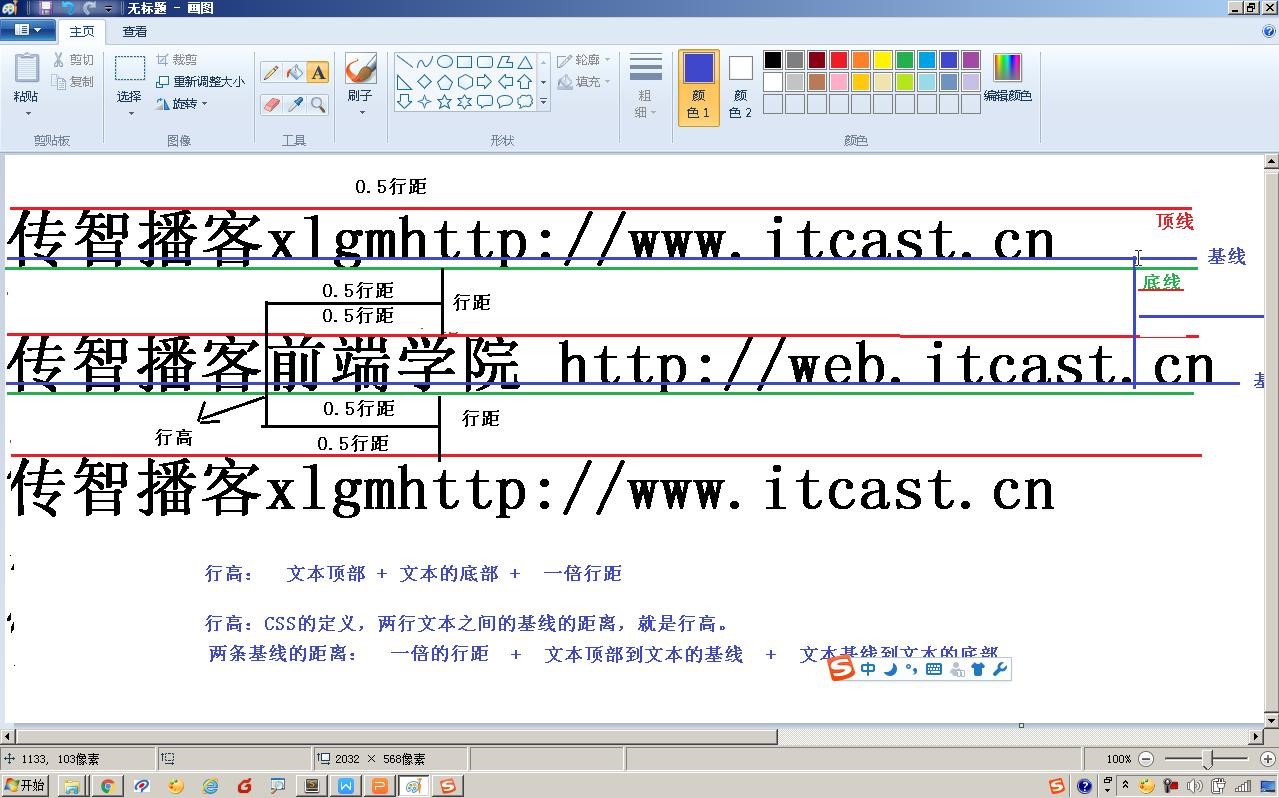 无标题 - 画图
主页
查看
粘贴
剪切
复制
剪贴板
选择
裁剪
重新调整大小
旋转
图像
A
工具
刷子
轮廓
填充
形状
粗
细
颜
色 1
颜
色 2
编辑颜色
颜色
0.5行距
传智播客xlgmhttp://www.itcast.cn
顶线
基线
底线
0.5行距
行距
0.5行距
传智播客前端学院 http://web.itcast.cn
0.5行距
行距
行高
0.5行距
传智播客xlgmhttp://www.itcast.cn
行高： 文本顶部 + 文本的底部 + 一倍行距
行高：CSS的定义，两行文本之间的基线的距离，就是行高。
两条基线的距离： 一倍的行距 + 文本顶部到文本的基线 + 文本基线到文本的底部
中
1133, 103像素
2032 × 568像素
100%
开始